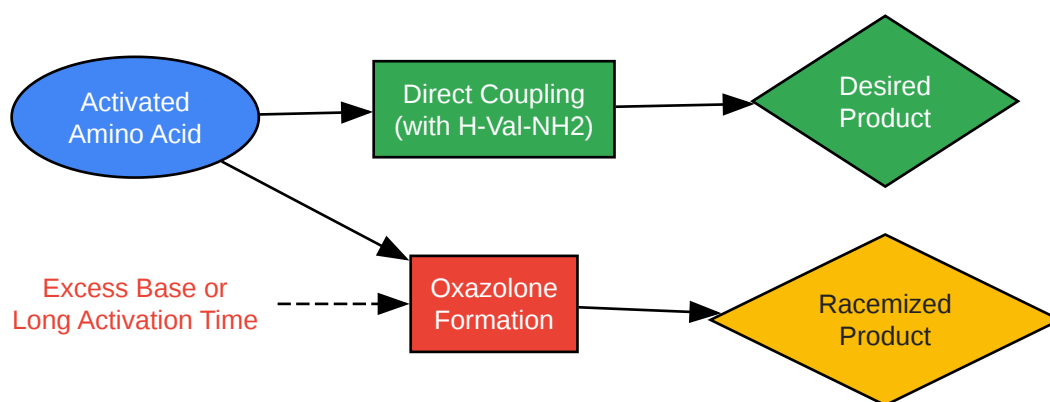 Activated
Amino Acid
Direct Coupling
(with H-Val-NH2)
Desired
Product
Excess Base or
Long Activation Time
Oxazolone
Formation
Racemized
Product